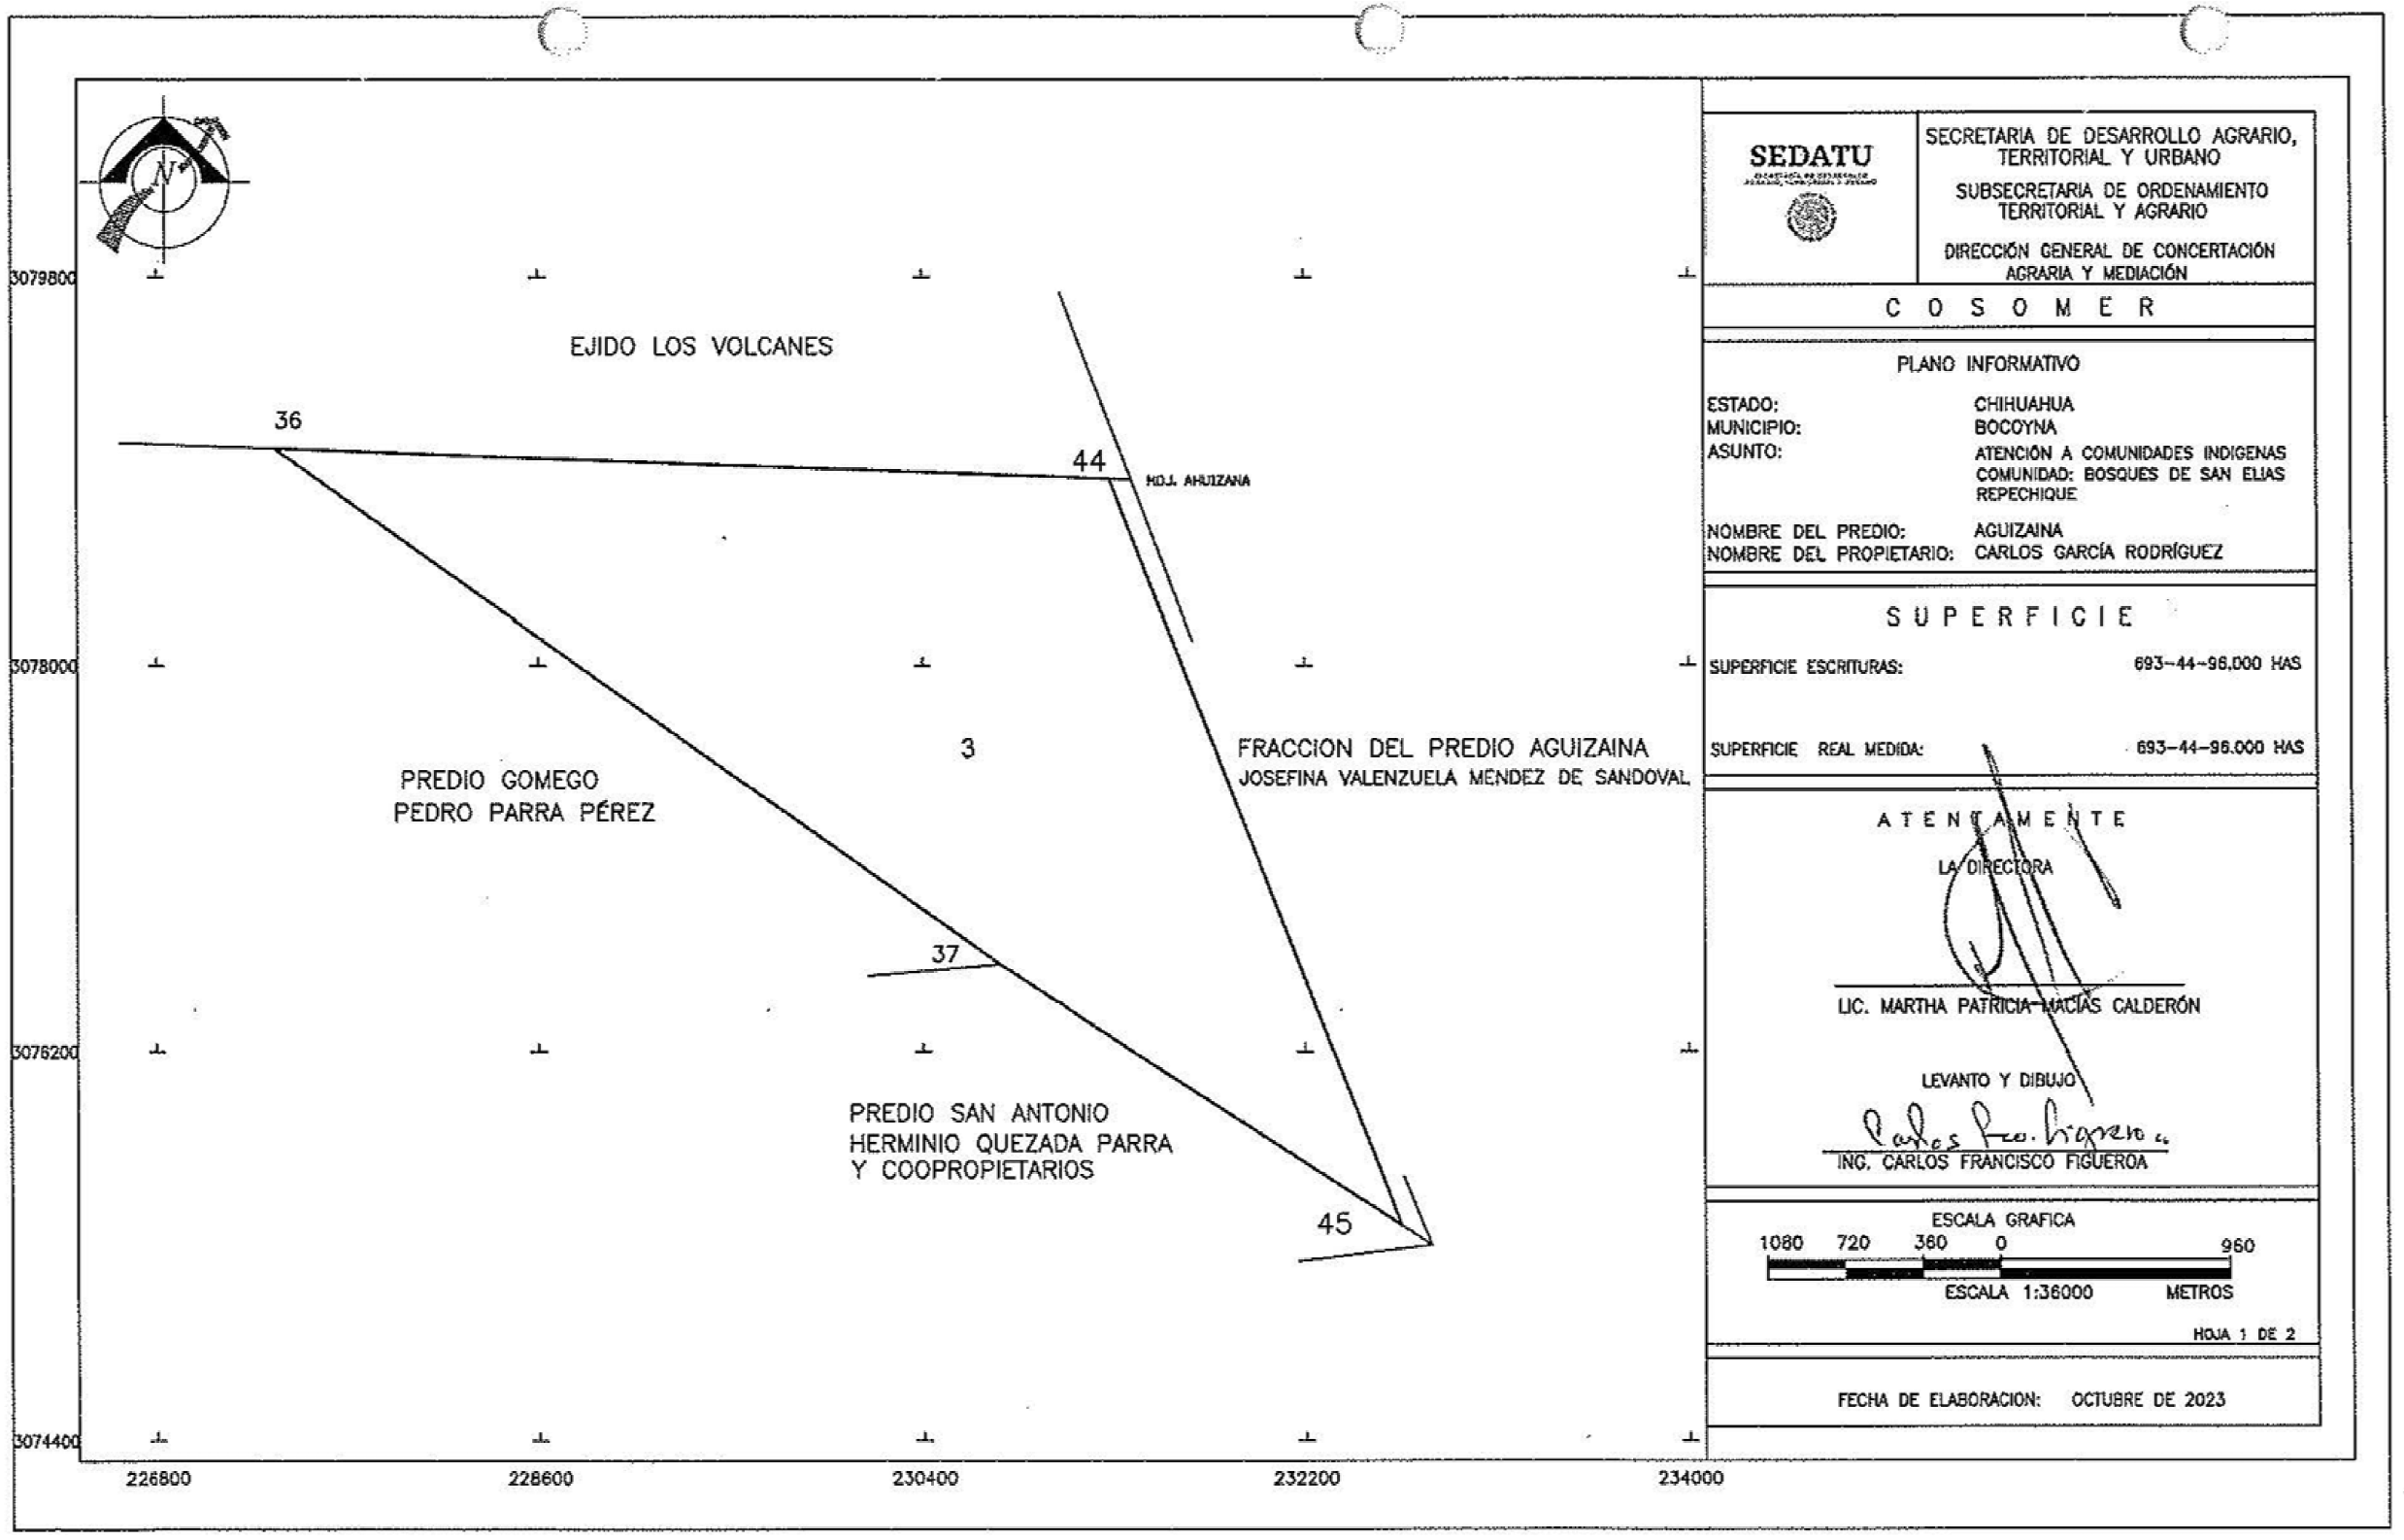 N
3079800
EJIDO LOS VOLCANES
36
44
MOJ. AHUIZANA
3078000
3
FRACCION DEL PREDIO AGUIZAINA
JOSEFINA VALENZUELA MENDEZ DE SANDOVAL
PREDIO GOMEGO
PEDRO PARRA PÉREZ
37
3076200
PREDIO SAN ANTONIO
HERMINIO QUEZADA PARRA
Y COOPROPIETARIOS
45
3074400
226800 228600 230400 232200 234000
SEDATU
SECRETARIA DE DESARROLLO AGRARIO,
TERRITORIAL Y URBANO
SUBSECRETARIA DE ORDENAMIENTO
TERRITORIAL Y AGRARIO
DIRECCIÓN GENERAL DE CONCERTACIÓN
AGRARIA Y MEDIACIÓN
C O S O M E R
PLANO INFORMATIVO
ESTADO: CHIHUAHUA
MUNICIPIO: BOCOYNA
ASUNTO: ATENCIÓN A COMUNIDADES INDIGENAS
COMUNIDAD: BOSQUES DE SAN ELIAS
REPECHIQUE
NOMBRE DEL PREDIO: AGUIZAINA
NOMBRE DEL PROPIETARIO: CARLOS GARCÍA RODRÍGUEZ
S U P E R F I C I E
SUPERFICIE ESCRITURAS: 693-44-96.000 HAS
SUPERFICIE REAL MEDIDA: 693-44-96.000 HAS
A T E N T A M E N T E
LA DIRECTORA
LIC. MARTHA PATRICIA MACÍAS CALDERÓN
LEVANTO Y DIBUJO
Carlos Fco. Figueroa
ING. CARLOS FRANCISCO FIGUEROA
ESCALA GRAFICA
1080 720 360 0 960
ESCALA 1:36000 METROS
HOJA 1 DE 2
FECHA DE ELABORACION: OCTUBRE DE 2023